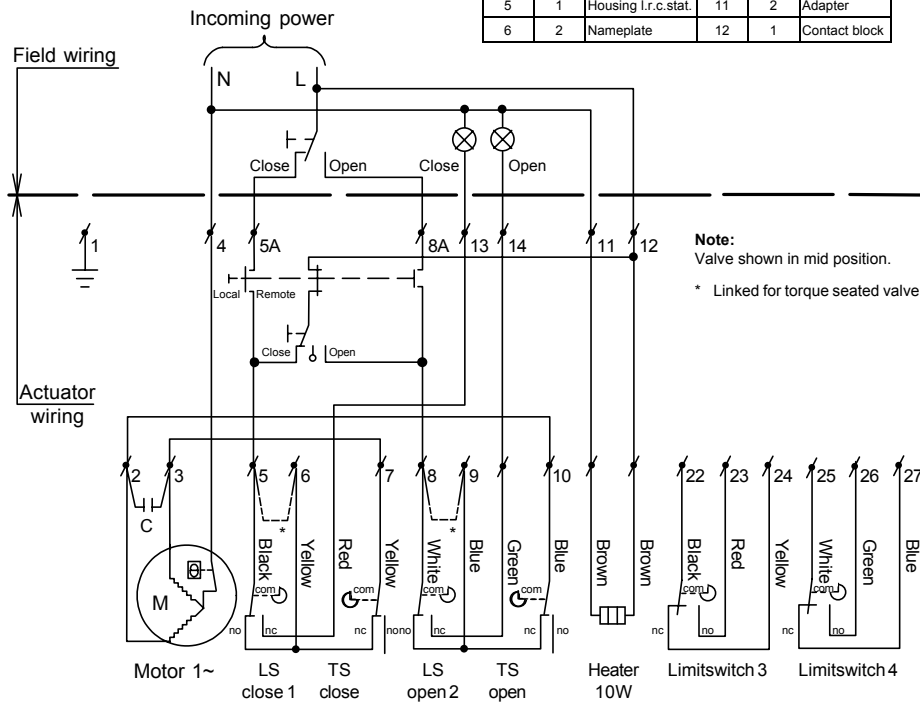 5 1 Housing l.r.c.stat. 11 2 Adapter
6 2 Nameplate 12 1 Contact block
Incoming power
Field wiring
N L
Close Open Close Open
1 4 5A 8A 13 14 11 12
Note:
Valve shown in mid position.
* Linked for torque seated valve
Local Remote
Close Open
Actuator
wiring
2 3 5 6 7 8 9 10 22 23 24 25 26 27
C * *
Black Yellow Red Yellow White Blue Green Blue Brown Brown Black Red Yellow White Green Blue
M com com com com com com
no nc nc no no nc nc no nc no nc no
Motor 1~ LS TS LS TS Heater Limitswitch 3 Limitswitch 4
close 1 close open 2 open 10W